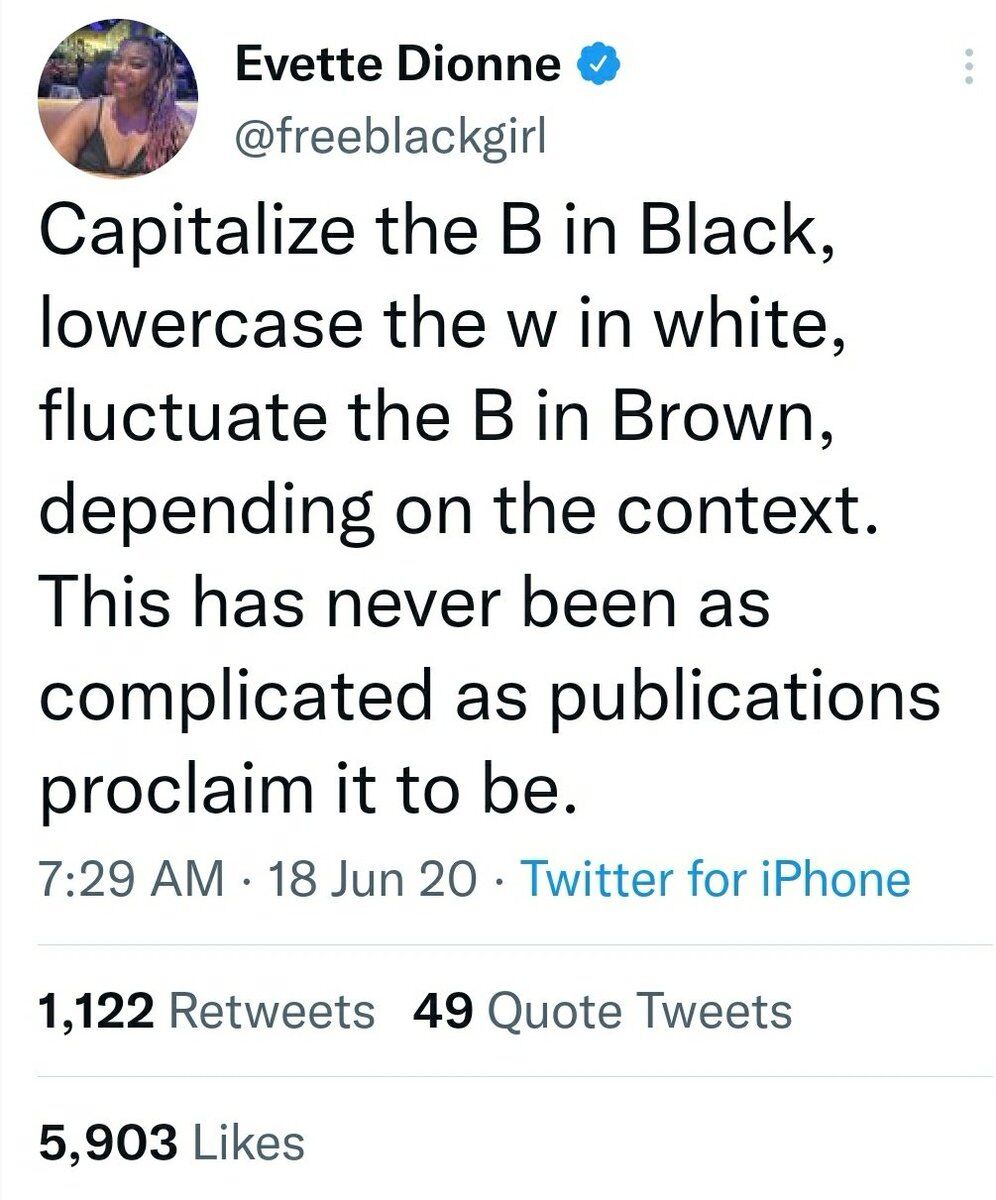 Evette Dionne
@freeblackgirl
Capitalize the B in Black,
lowercase the w in white,
fluctuate the B in Brown,
depending on the context.
This has never been as
complicated as publications
proclaim it to be.
7:29 AM · 18 Jun 20 · Twitter for iPhone
1,122 Retweets 49 Quote Tweets
5,903 Likes